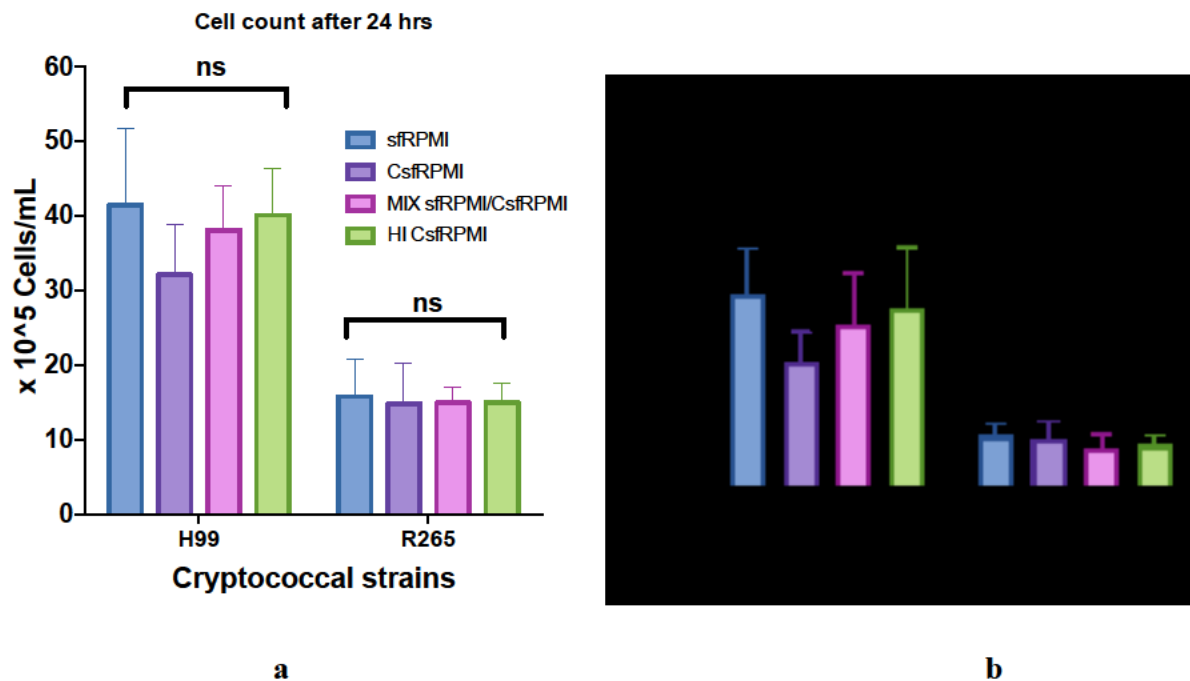 Cell count after 24 hrs
60
50
40
30
20
10
0
x 10^5 Cells/mL
ns
ns
sfRPMI
CsfRPMI
MIX sfRPMI/CsfRPMI
HI CsfRPMI
H99
R265
Cryptococcal strains
a
b